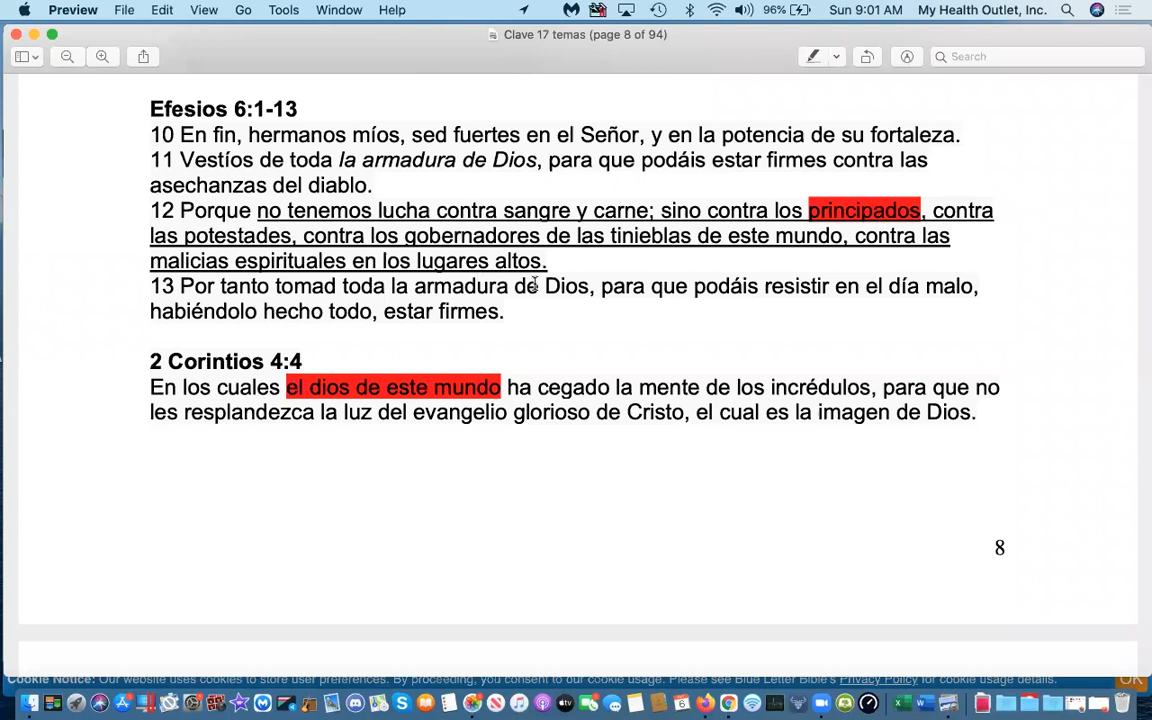 Preview File Edit View Go Tools Window Help 96% Sun 9:01 AM My Health Outlet, Inc.
Clave 17 temas (page 8 of 94)
Search
Efesios 6:1-13
10 En fin, hermanos míos, sed fuertes en el Señor, y en la potencia de su fortaleza.
11 Vestíos de toda la armadura de Dios, para que podáis estar firmes contra las
asechanzas del diablo.
12 Porque no tenemos lucha contra sangre y carne; sino contra los principados, contra
las potestades, contra los gobernadores de las tinieblas de este mundo, contra las
malicias espirituales en los lugares altos.
13 Por tanto tomad toda la armadura de Dios, para que podáis resistir en el día malo,
habiéndolo hecho todo, estar firmes.
2 Corintios 4:4
En los cuales el dios de este mundo ha cegado la mente de los incrédulos, para que no
les resplandezca la luz del evangelio glorioso de Cristo, el cual es la imagen de Dios.
8
Cookie Notice: Our website uses cookies to store user preferences. By proceeding, you consent to our cookie usage. Please see Blue Letter Bible's Privacy Policy for cookie usage details.
OK